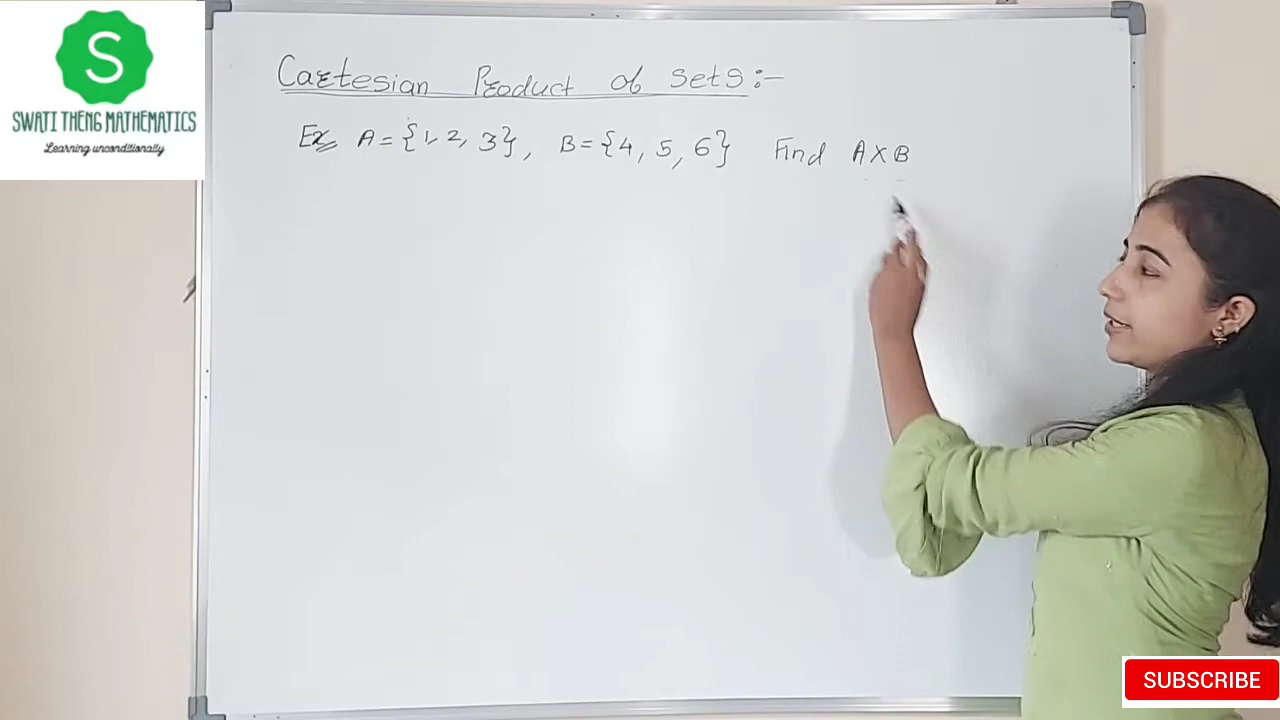 S
SWATI THENG MATHEMATICS
Learning unconditionally
Cartesian Product of sets:-
Ex A = {1, 2, 3}, B = {4, 5, 6} Find A×B
SUBSCRIBE